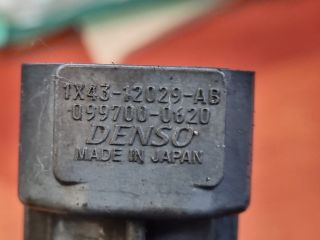 1X43-12029-AB
099700-0620
DENSO
MADE IN JAPAN